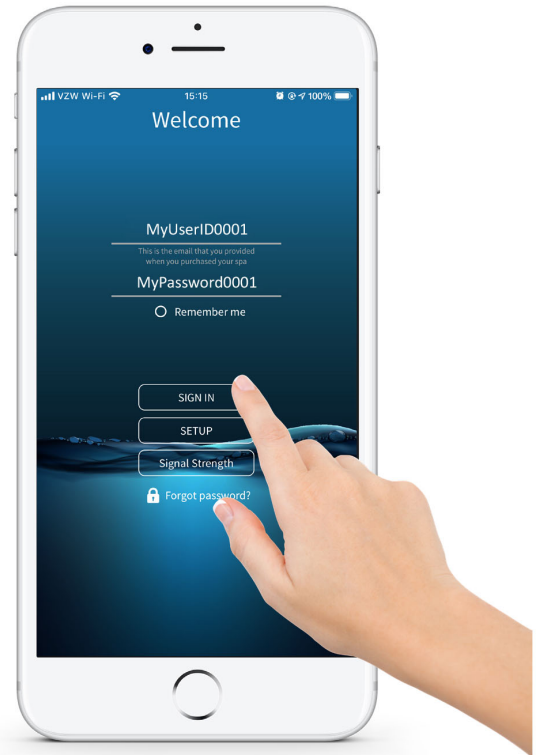 VZW Wi-Fi 15:15 100%
Welcome
MyUserID0001
This is the email that you provided
when you purchased your spa
MyPassword0001
Remember me
SIGN IN
SETUP
Signal Strength
Forgot password?